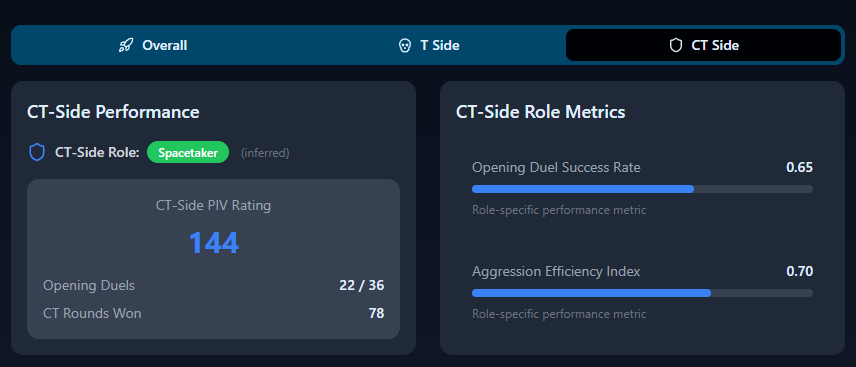 Overall
T Side
CT Side
CT-Side Performance
CT-Side Role: Spacetaker (inferred)
CT-Side PIV Rating
144
Opening Duels 22 / 36
CT Rounds Won 78
CT-Side Role Metrics
Opening Duel Success Rate 0.65
Role-specific performance metric
Aggression Efficiency Index 0.70
Role-specific performance metric